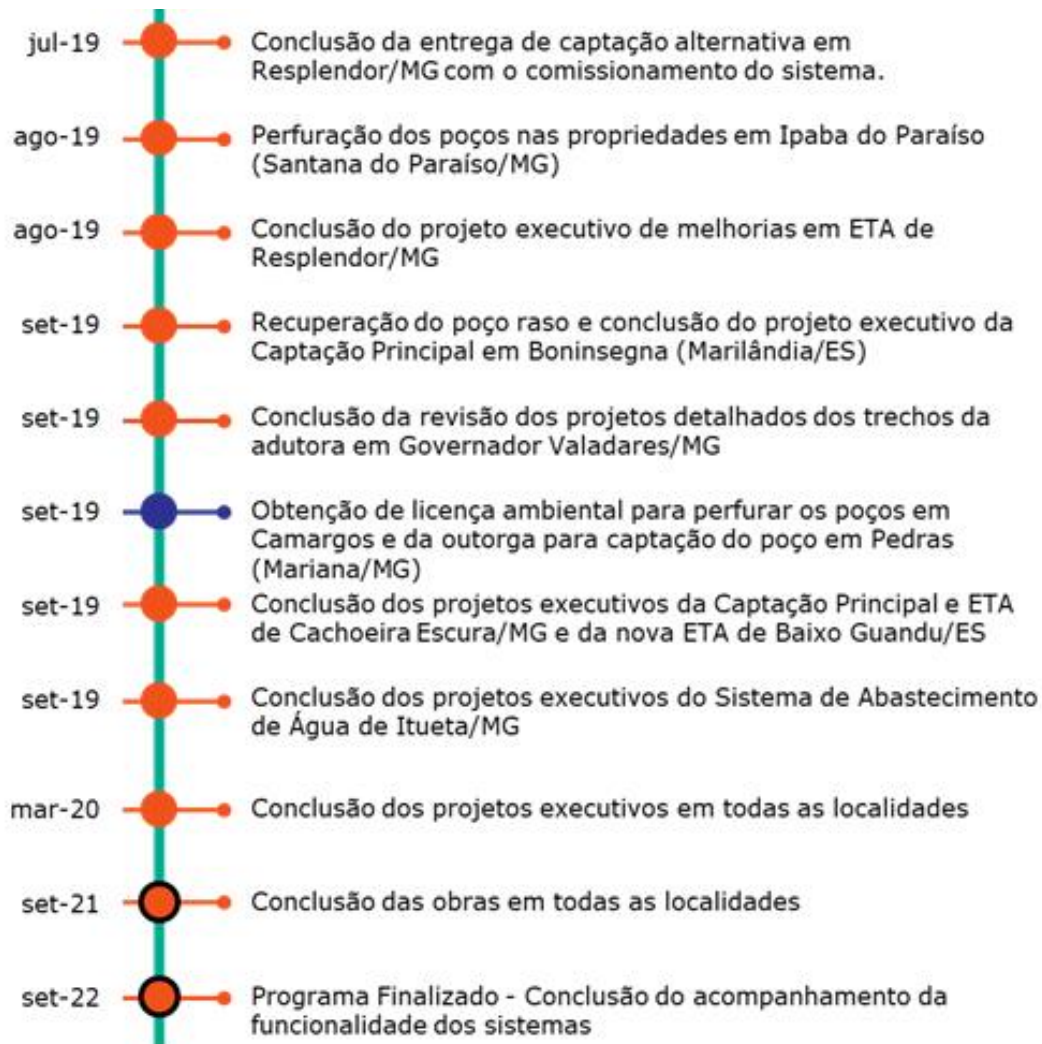 jul-19
Conclusão da entrega de captação alternativa em
Resplendor/MG com o comissionamento do sistema.
ago-19
Perfuração dos poços nas propriedades em Ipaba do Paraíso
(Santana do Paraíso/MG)
ago-19
Conclusão do projeto executivo de melhorias em ETA de
Resplendor/MG
set-19
Recuperação do poço raso e conclusão do projeto executivo da
Captação Principal em Boninsegna (Marilândia/ES)
set-19
Conclusão da revisão dos projetos detalhados dos trechos da
adutora em Governador Valadares/MG
set-19
Obtenção de licença ambiental para perfurar os poços em
Camargos e da outorga para captação do poço em Pedras
(Mariana/MG)
set-19
Conclusão dos projetos executivos da Captação Principal e ETA
de Cachoeira Escura/MG e da nova ETA de Baixo Guandu/ES
set-19
Conclusão dos projetos executivos do Sistema de Abastecimento
de Água de Itueta/MG
mar-20
Conclusão dos projetos executivos em todas as localidades
set-21
Conclusão das obras em todas as localidades
set-22
Programa Finalizado - Conclusão do acompanhamento da
funcionalidade dos sistemas